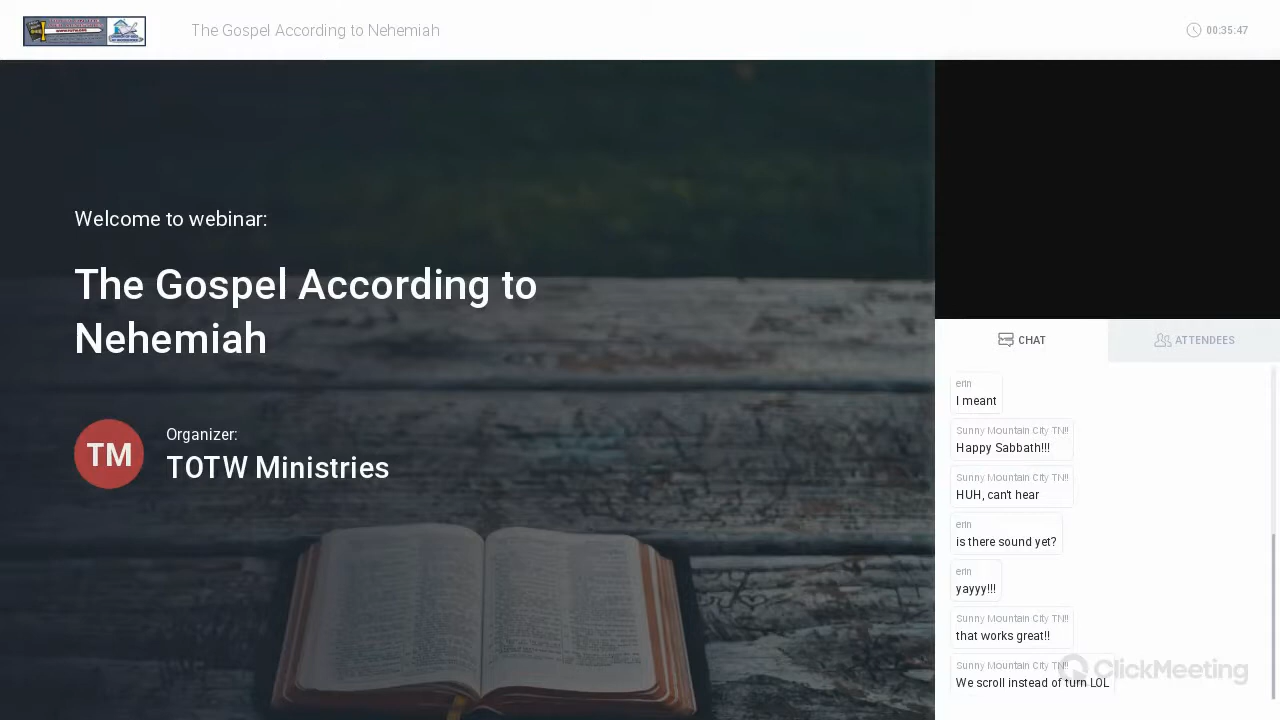 The Gospel According to Nehemiah
00:35:47
Welcome to webinar:
The Gospel According to
Nehemiah
TM
Organizer:
TOTW Ministries
CHAT
ATTENDEES
erin
I meant
Sunny Mountain City TN!!
Happy Sabbath!!!
Sunny Mountain City TN!!
HUH, can't hear
erin
is there sound yet?
erin
yayyy!!!
Sunny Mountain City TN!!
that works great!!
Sunny Mountain City TN!!
We scroll instead of turn LOL
ClickMeeting